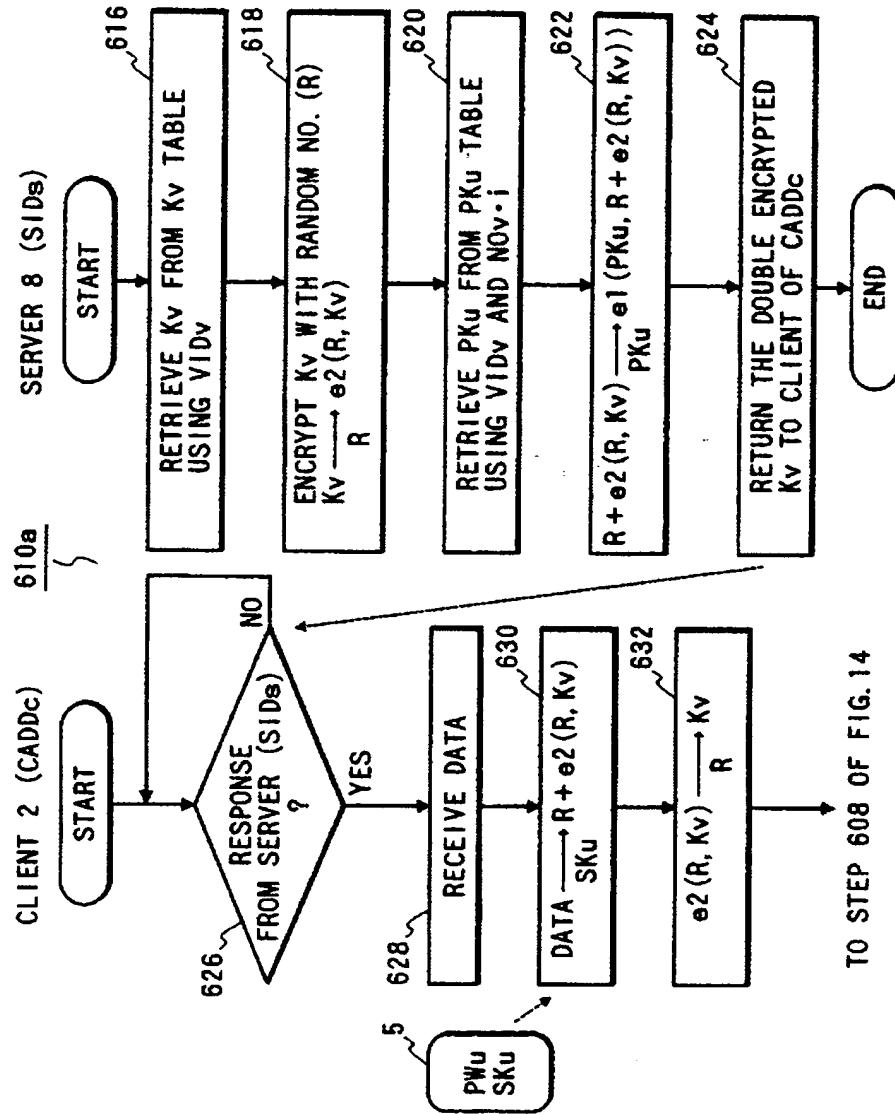 610a
CLIENT 2 (CADDc)
START
RESPONSE
FROM SERVER (SIDs)
?
626
NO
YES
628
RECEIVE DATA
630
DATA ⟶ R + e2(R, Kv)
SKu
5
PWu
SKu
632
e2(R, Kv) ⟶ Kv
R
TO STEP 608 OF FIG. 14
SERVER 8 (SIDs)
START
616
RETRIEVE Kv FROM Kv TABLE
USING VIDv
618
ENCRYPT Kv WITH RANDOM NO. (R)
Kv ⟶ e2(R, Kv)
R
620
RETRIEVE PKu FROM PKu TABLE
USING VIDv AND NOv·i
622
R + e2(R, Kv) ⟶ e1(PKu, R + e2(R, Kv))
PKu
624
RETURN THE DOUBLE ENCRYPTED
Kv TO CLIENT OF CADDc
END